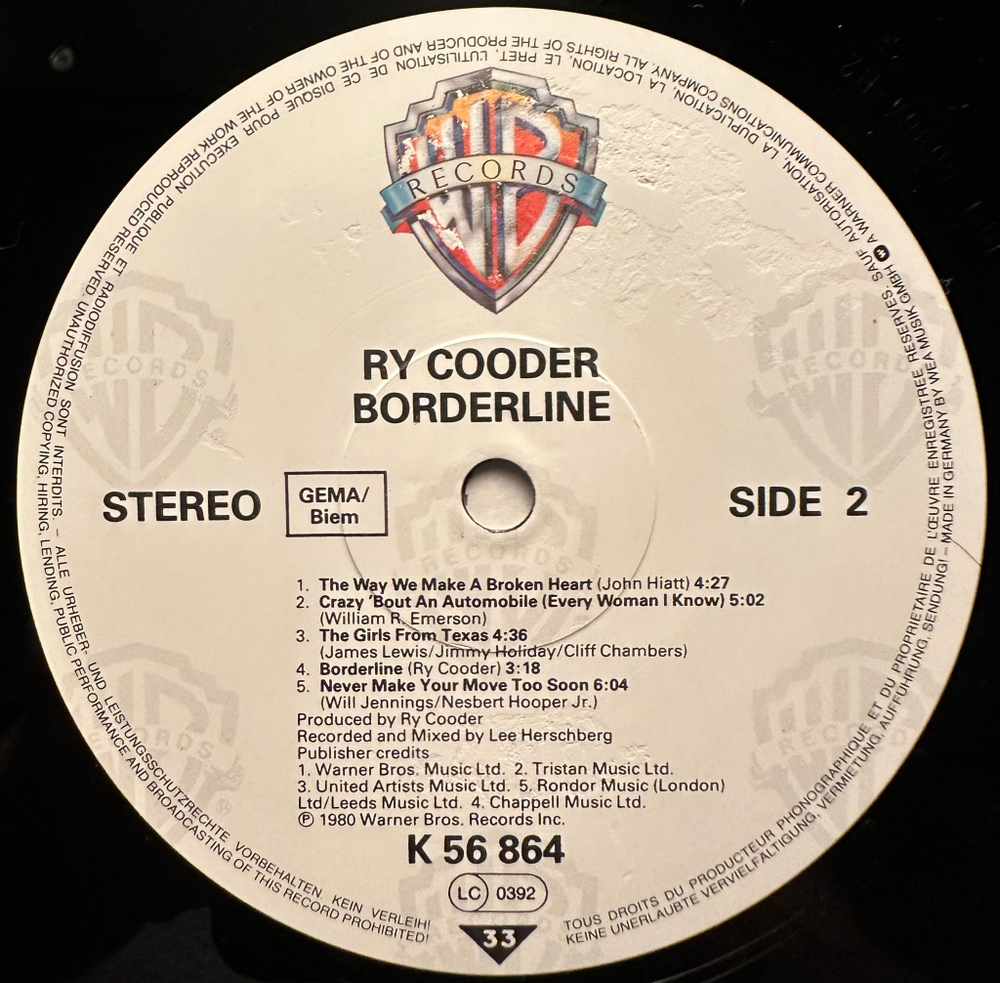 RECORDS
RY COODER
BORDERLINE
STEREO
GEMA/
Biem
SIDE 2
1. The Way We Make A Broken Heart (John Hiatt) 4:27
2. Crazy 'Bout An Automobile (Every Woman I Know) 5:02
(William R. Emerson)
3. The Girls From Texas 4:36
(James Lewis/Jimmy Holiday/Cliff Chambers)
4. Borderline (Ry Cooder) 3:18
5. Never Make Your Move Too Soon 6:04
(Will Jennings/Nesbert Hooper Jr.)
Produced by Ry Cooder
Recorded and Mixed by Lee Herschberg
Publisher credits
1. Warner Bros. Music Ltd. 2. Tristan Music Ltd.
3. United Artists Music Ltd. 5. Rondor Music (London)
Ltd/Leeds Music Ltd. 4. Chappell Music Ltd.
℗ 1980 Warner Bros. Records Inc.
K 56 864
LC 0392
33
TOUS DROITS DU PRODUCTEUR PHONOGRAPHIQUE ET DU PROPRIETAIRE DE L'ŒUVRE ENREGISTREE RESERVES. SAUF AUTORISATION, LA DUPLICATION, LA LOCATION, LE PRET, L'UTILISATION DE CE DISQUE POUR EXECUTION PUBLIQUE ET RADIODIFFUSION SONT INTERDITS. – ALLE URHEBER- UND LEISTUNGSSCHUTZRECHTE VORBEHALTEN, KEIN VERLEIH!
KEINE UNERLAUBTE VERVIELFÄLTIGUNG, VERMIETUNG, AUFFÜHRUNG, SENDUNG! – MADE IN GERMANY BY WEA MUSIK GMBH A WARNER COMMUNICATIONS COMPANY. ALL RIGHTS OF THE PRODUCER AND OF THE OWNER OF THE WORK REPRODUCED RESERVED. UNAUTHORIZED COPYING, HIRING, LENDING, PUBLIC PERFORMANCE AND BROADCASTING OF THIS RECORD PROHIBITED!